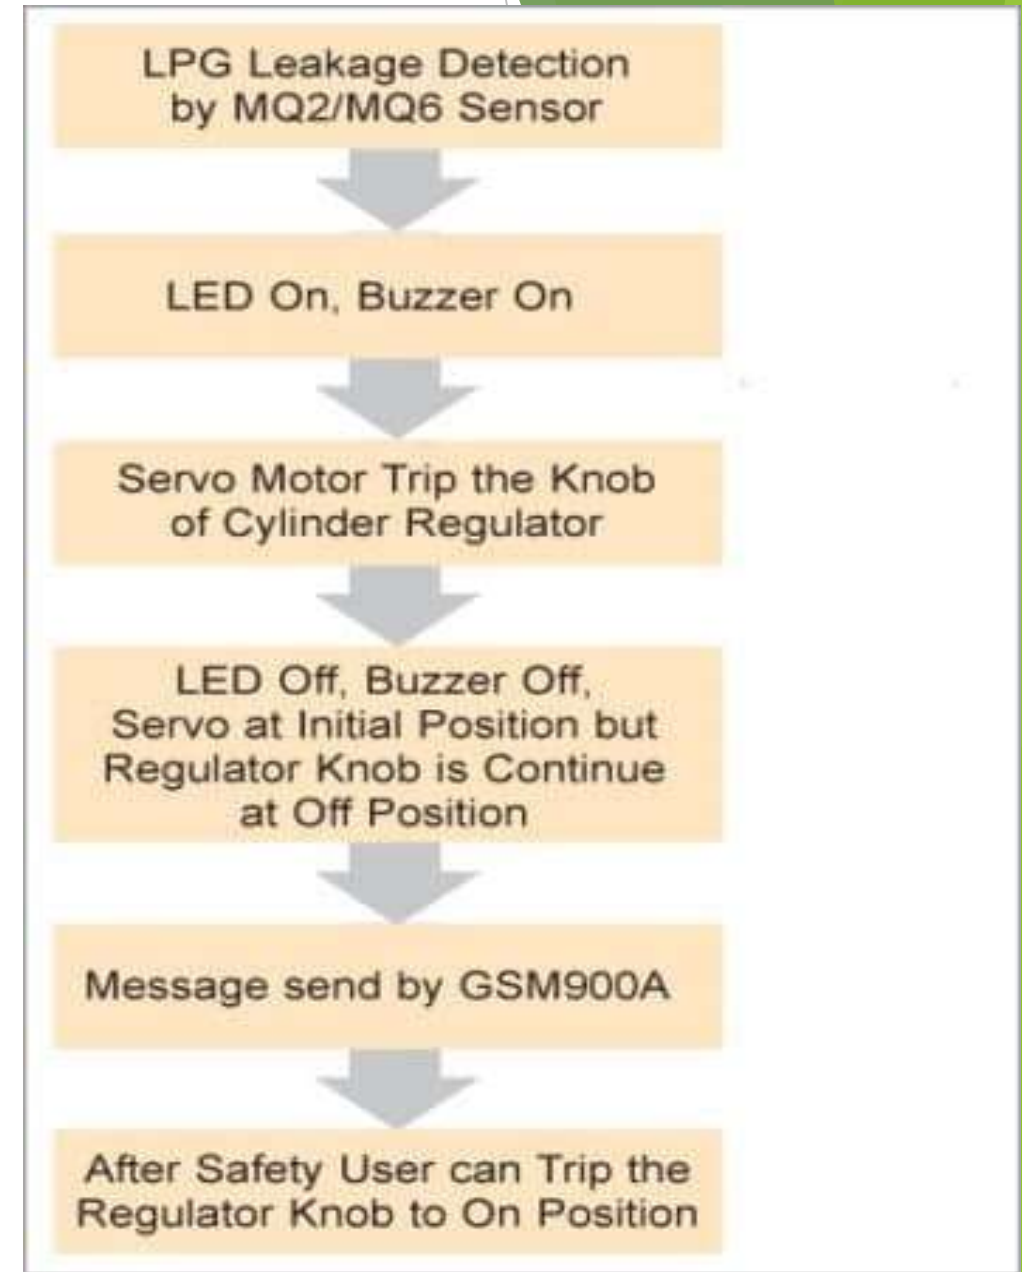 LPG Leakage Detection
by MQ2/MQ6 Sensor
LED On, Buzzer On
Servo Motor Trip the Knob
of Cylinder Regulator
LED Off, Buzzer Off,
Servo at Initial Position but
Regulator Knob is Continue
at Off Position
Message send by GSM900A
After Safety User can Trip the
Regulator Knob to On Position